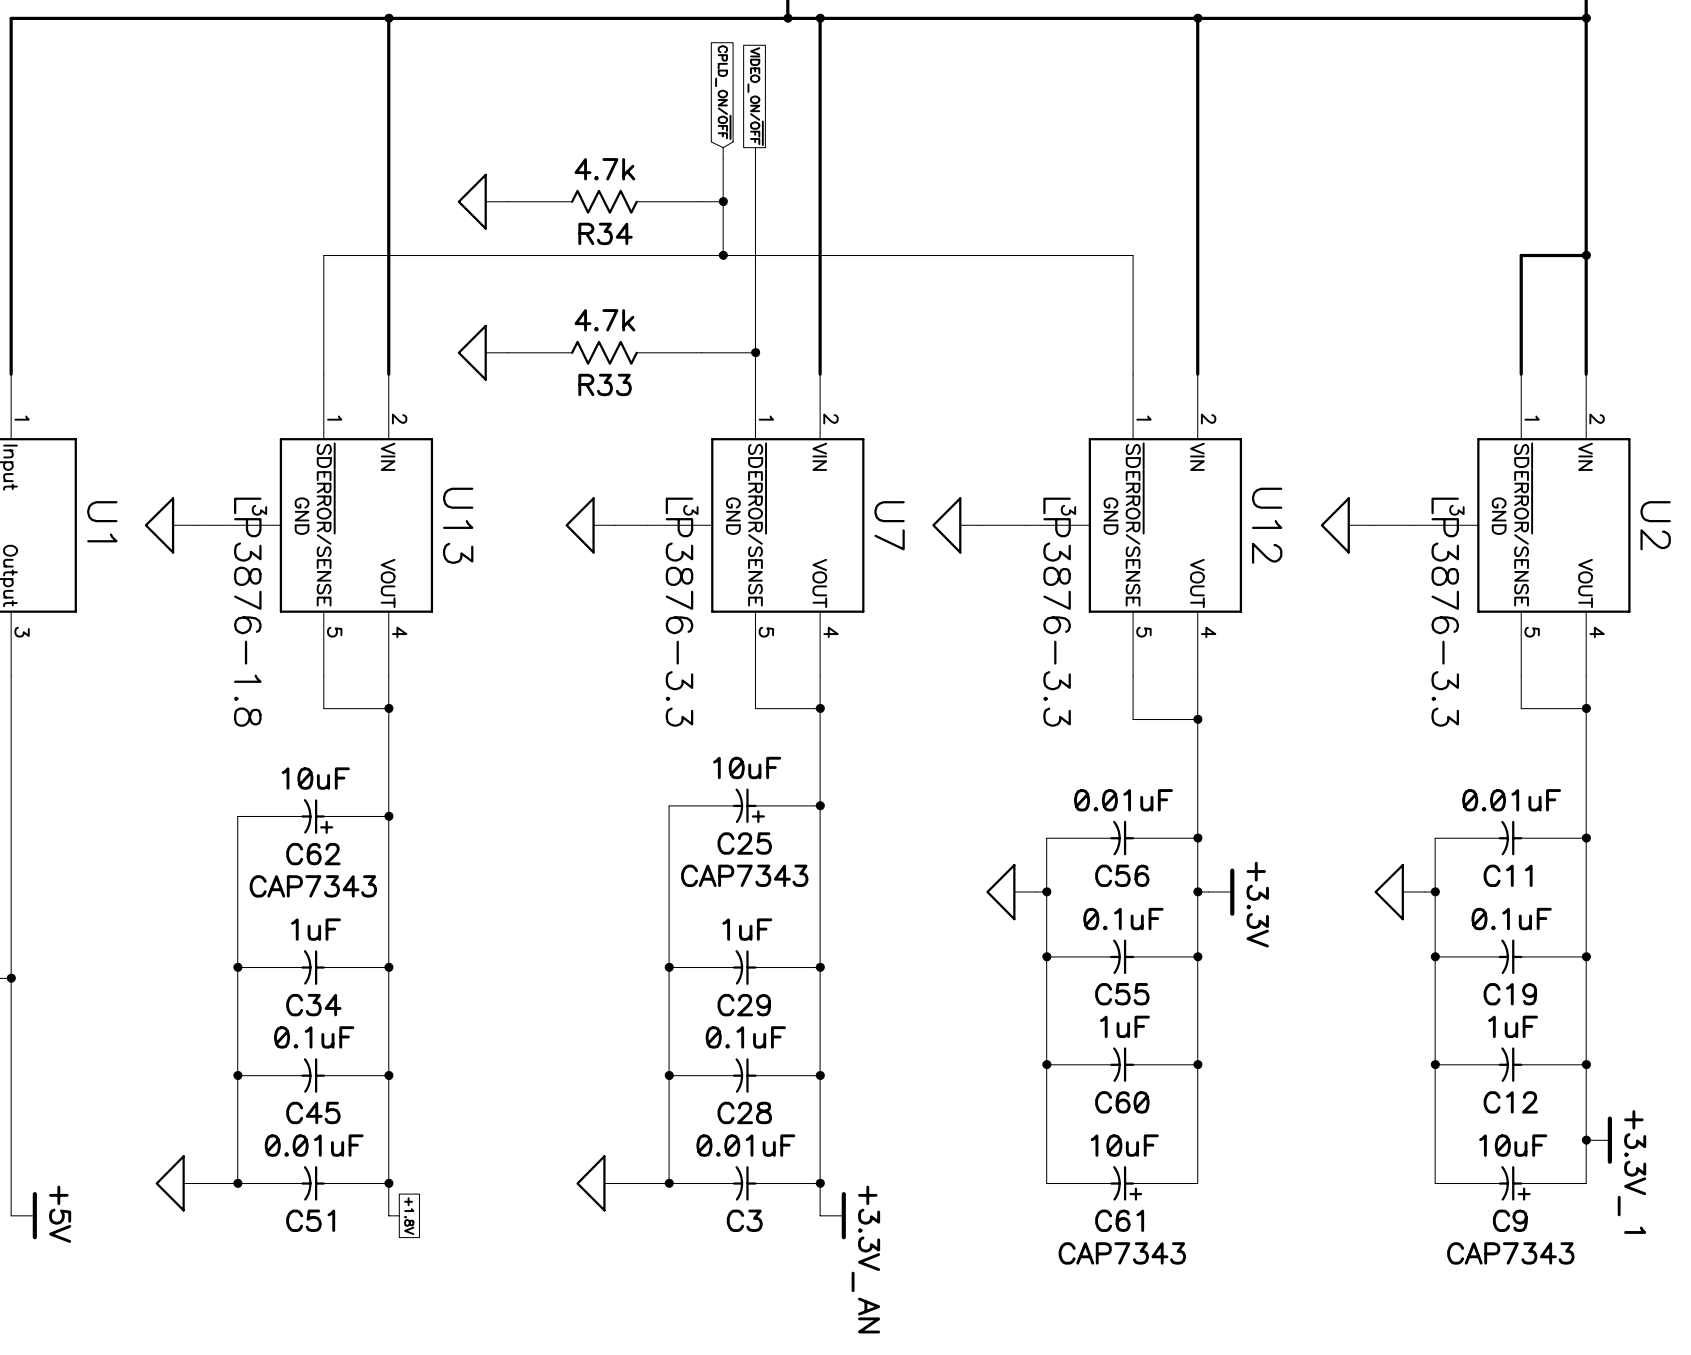 CPLD_ON/OFF
VIDEO_ON/OFF
4.7k
R34
4.7k
R33
1
Input
Output
3
U1
+5V
1
2
VIN
SD
ERROR/SENSE
GND
VOUT
3
5
4
U13
LP3876-1.8
10uF
C62
CAP7343
1uF
C34
0.1uF
C45
0.01uF
C51
+1.8V
1
2
VIN
SD
ERROR/SENSE
GND
VOUT
3
5
4
U7
LP3876-3.3
10uF
C25
CAP7343
1uF
C29
0.1uF
C28
0.01uF
C3
+3.3V_AN
1
2
VIN
SD
ERROR/SENSE
GND
VOUT
3
5
4
U12
LP3876-3.3
0.01uF
C56
+3.3V
0.1uF
C55
1uF
C60
10uF
C61
CAP7343
1
2
VIN
SD
ERROR/SENSE
GND
VOUT
3
5
4
U2
LP3876-3.3
0.01uF
C11
0.1uF
C19
1uF
C12
10uF
C9
CAP7343
+3.3V_1